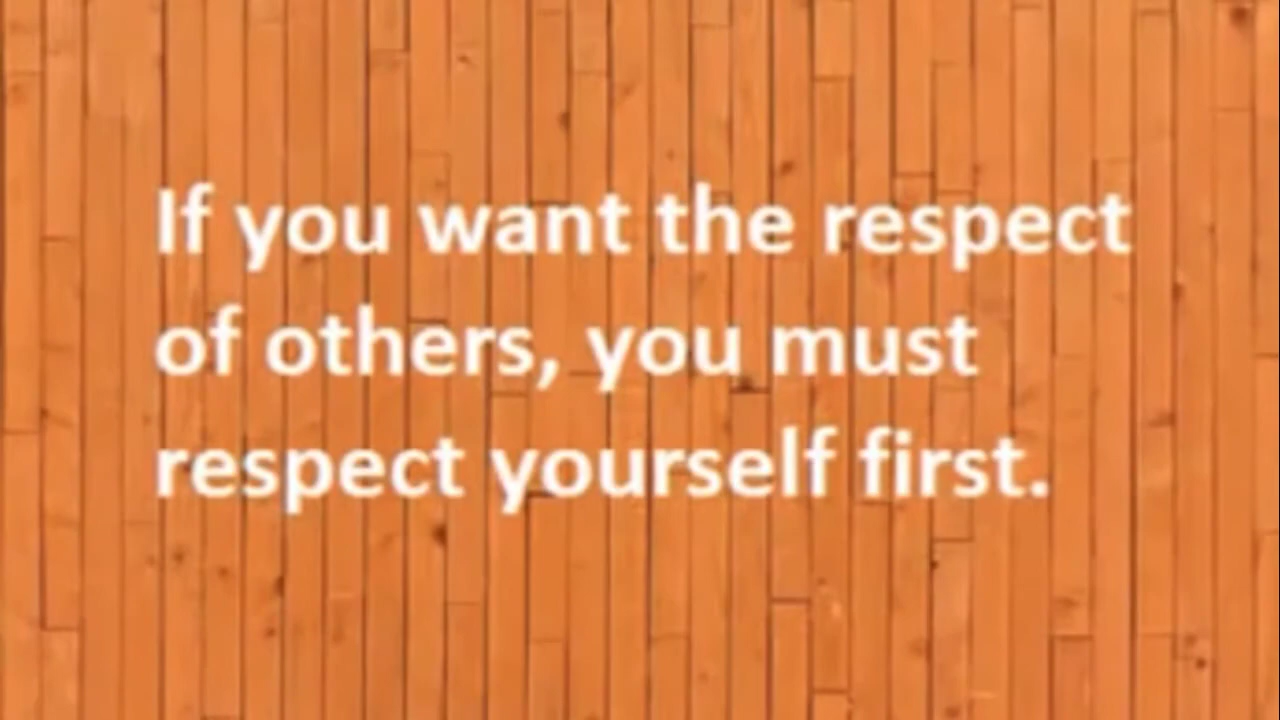 If you want the respect
of others, you must
respect yourself first.